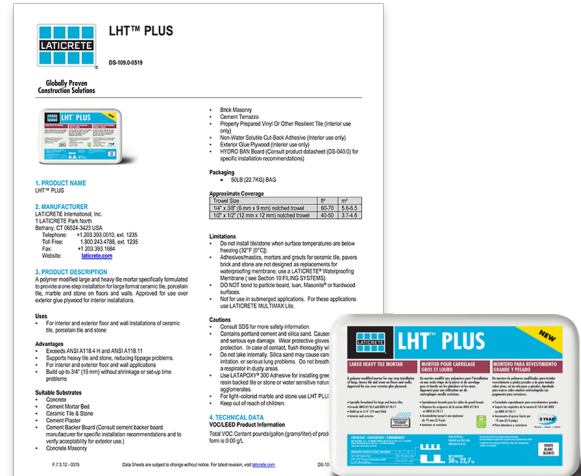 LATICRETE
LHT™ PLUS
DS-109.0-0519
Globally Proven
Construction Solutions
LHT™ PLUS
1. PRODUCT NAME
LHT™ PLUS
2. MANUFACTURER
LATICRETE International, Inc.
1 LATICRETE Park North
Bethany, CT 06524-3423 USA
Telephone: +1.203.393.0010, ext. 1235
Toll Free: 1.800.243.4788, ext. 1235
Fax: +1.203.393.1684
Website: laticrete.com
3. PRODUCT DESCRIPTION
A polymer modified large and heavy tile mortar specifically formulated
to provide a one-step installation for large format ceramic tile, porcelain
tile, marble and stone on floors and walls. Approved for use over
exterior glue plywood for interior installations.
Uses
• For interior and exterior floor and wall installations of ceramic
tile, porcelain tile and stone
Advantages
• Exceeds ANSI A118.4 H and ANSI A118.11
• Supports heavy tile and stone, reducing lippage problems.
• For interior and exterior floor and wall applications
• Build up to 3/4" (19 mm) without shrinkage or set-up time
problems
Suitable Substrates
• Concrete
• Cement Mortar Bed
• Ceramic Tile & Stone
• Cement Plaster
• Cement Backer Board (Consult cement backer board
manufacturer for specific installation recommendations and to
verify acceptability for exterior use.)
• Concrete Masonry
• Brick Masonry
• Cement Terrazzo
• Properly Prepared Vinyl Or Other Resilient Tile (Interior use
only)
• Non-Water Soluble Cut-Back Adhesive (Interior use only)
• Exterior Glue Plywood (Interior use only)
• HYDRO BAN Board (Consult product datasheet (DS-040.0) for
specific installation recommendations)
Packaging
• 50LB (22.7KG) BAG
Approximate Coverage
Trowel Size ft² m²
1/4" x 3/8" (6 mm x 9 mm) notched trowel 60-70 5.6-6.5
1/2" x 1/2" (12 mm x 12 mm) notched trowel 40-50 3.7-4.6
Limitations
• Do not install tile/stone when surface temperatures are below
freezing (32°F [0°C]).
• Adhesives/mastics, mortars and grouts for ceramic tile, pavers
brick and stone are not designed as replacements for
waterproofing membrane; use a LATICRETE® Waterproofing
Membrane ( see Section 10 FILING SYSTEMS).
• DO NOT bond to particle board, luan, Masonite® or hardwood
surfaces.
• Not for use in submerged applications. For these applications
use LATICRETE MULTIMAX Lite.
Cautions
• Consult SDS for more safety information.
• Contains portland cement and silica sand. Causes
and serious eye damage. Wear protective gloves
protection. In case of contact, flush thoroughly wi
• Do not take internally. Silica sand may cause can
irritation. or serious lung problems. Do not breath
a respirator in dusty areas.
• Use LATAPOXY® 300 Adhesive for installing gree
resin backed tile or stone or water sensitive natura
agglomerates.
• For light-colored marble and stone use LHT PLUS
• Keep out of reach of children.
4. TECHNICAL DATA
VOC/LEED Product Information
Total VOC Content pounds/gallon (grams/liter) of produ
form is 0.00 g/L.
F.7.3.12 - 0315
Data Sheets are subject to change without notice. For latest revision, visit laticrete.com.
DS-10
LATICRETE
LHT™ PLUS
NEW
LARGE HEAVY TILE MORTAR
MORTIER POUR CARRELAGE
GROS ET LOURD
MORTERO PARA REVESTIMIENTO
GRANDE Y PESADO
WHITE
BLANC
BLANCO
50 lb. 22,7 kg